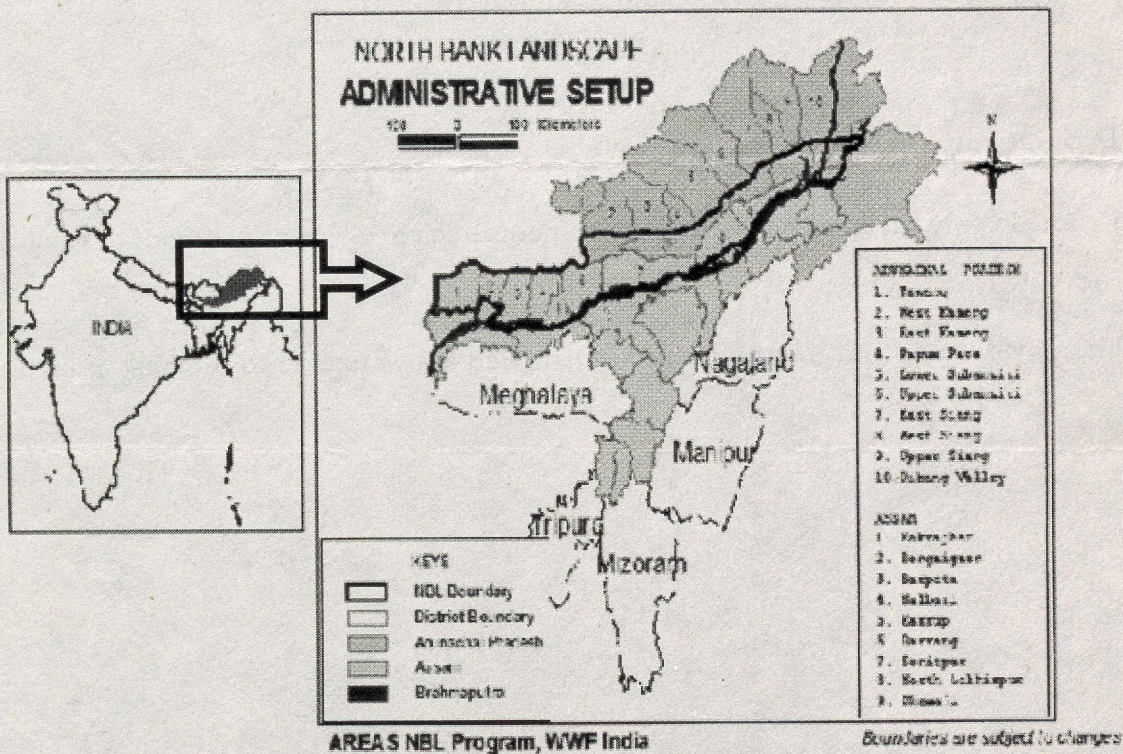 NORTH BANK LANDSCAPE
ADMINISTRATIVE SETUP
100 0 100 Kilometers
N
INDIA
Meghalaya
Nagaland
Manipur
Tripura
Mizoram
KEYS
NBL Boundary
District Boundary
Arunachal Pradesh
Assam
Brahmaputra
ARUNACHAL PRADESH
1. Tawang
2. West Kameng
3. East Kameng
4. Papum Pare
5. Lower Subansiri
6. Upper Subansiri
7. East Siang
8. West Siang
9. Upper Siang
10. Dibang Valley
ASSAM
1. Kokrajhar
2. Bongaigaon
3. Barpeta
4. Nalbari
5. Kamrup
6. Darrang
7. Sonitpur
8. North Lakhimpur
9. Dhemaji
AREAS NBL Program, WWF India
Boundaries are subject to changes